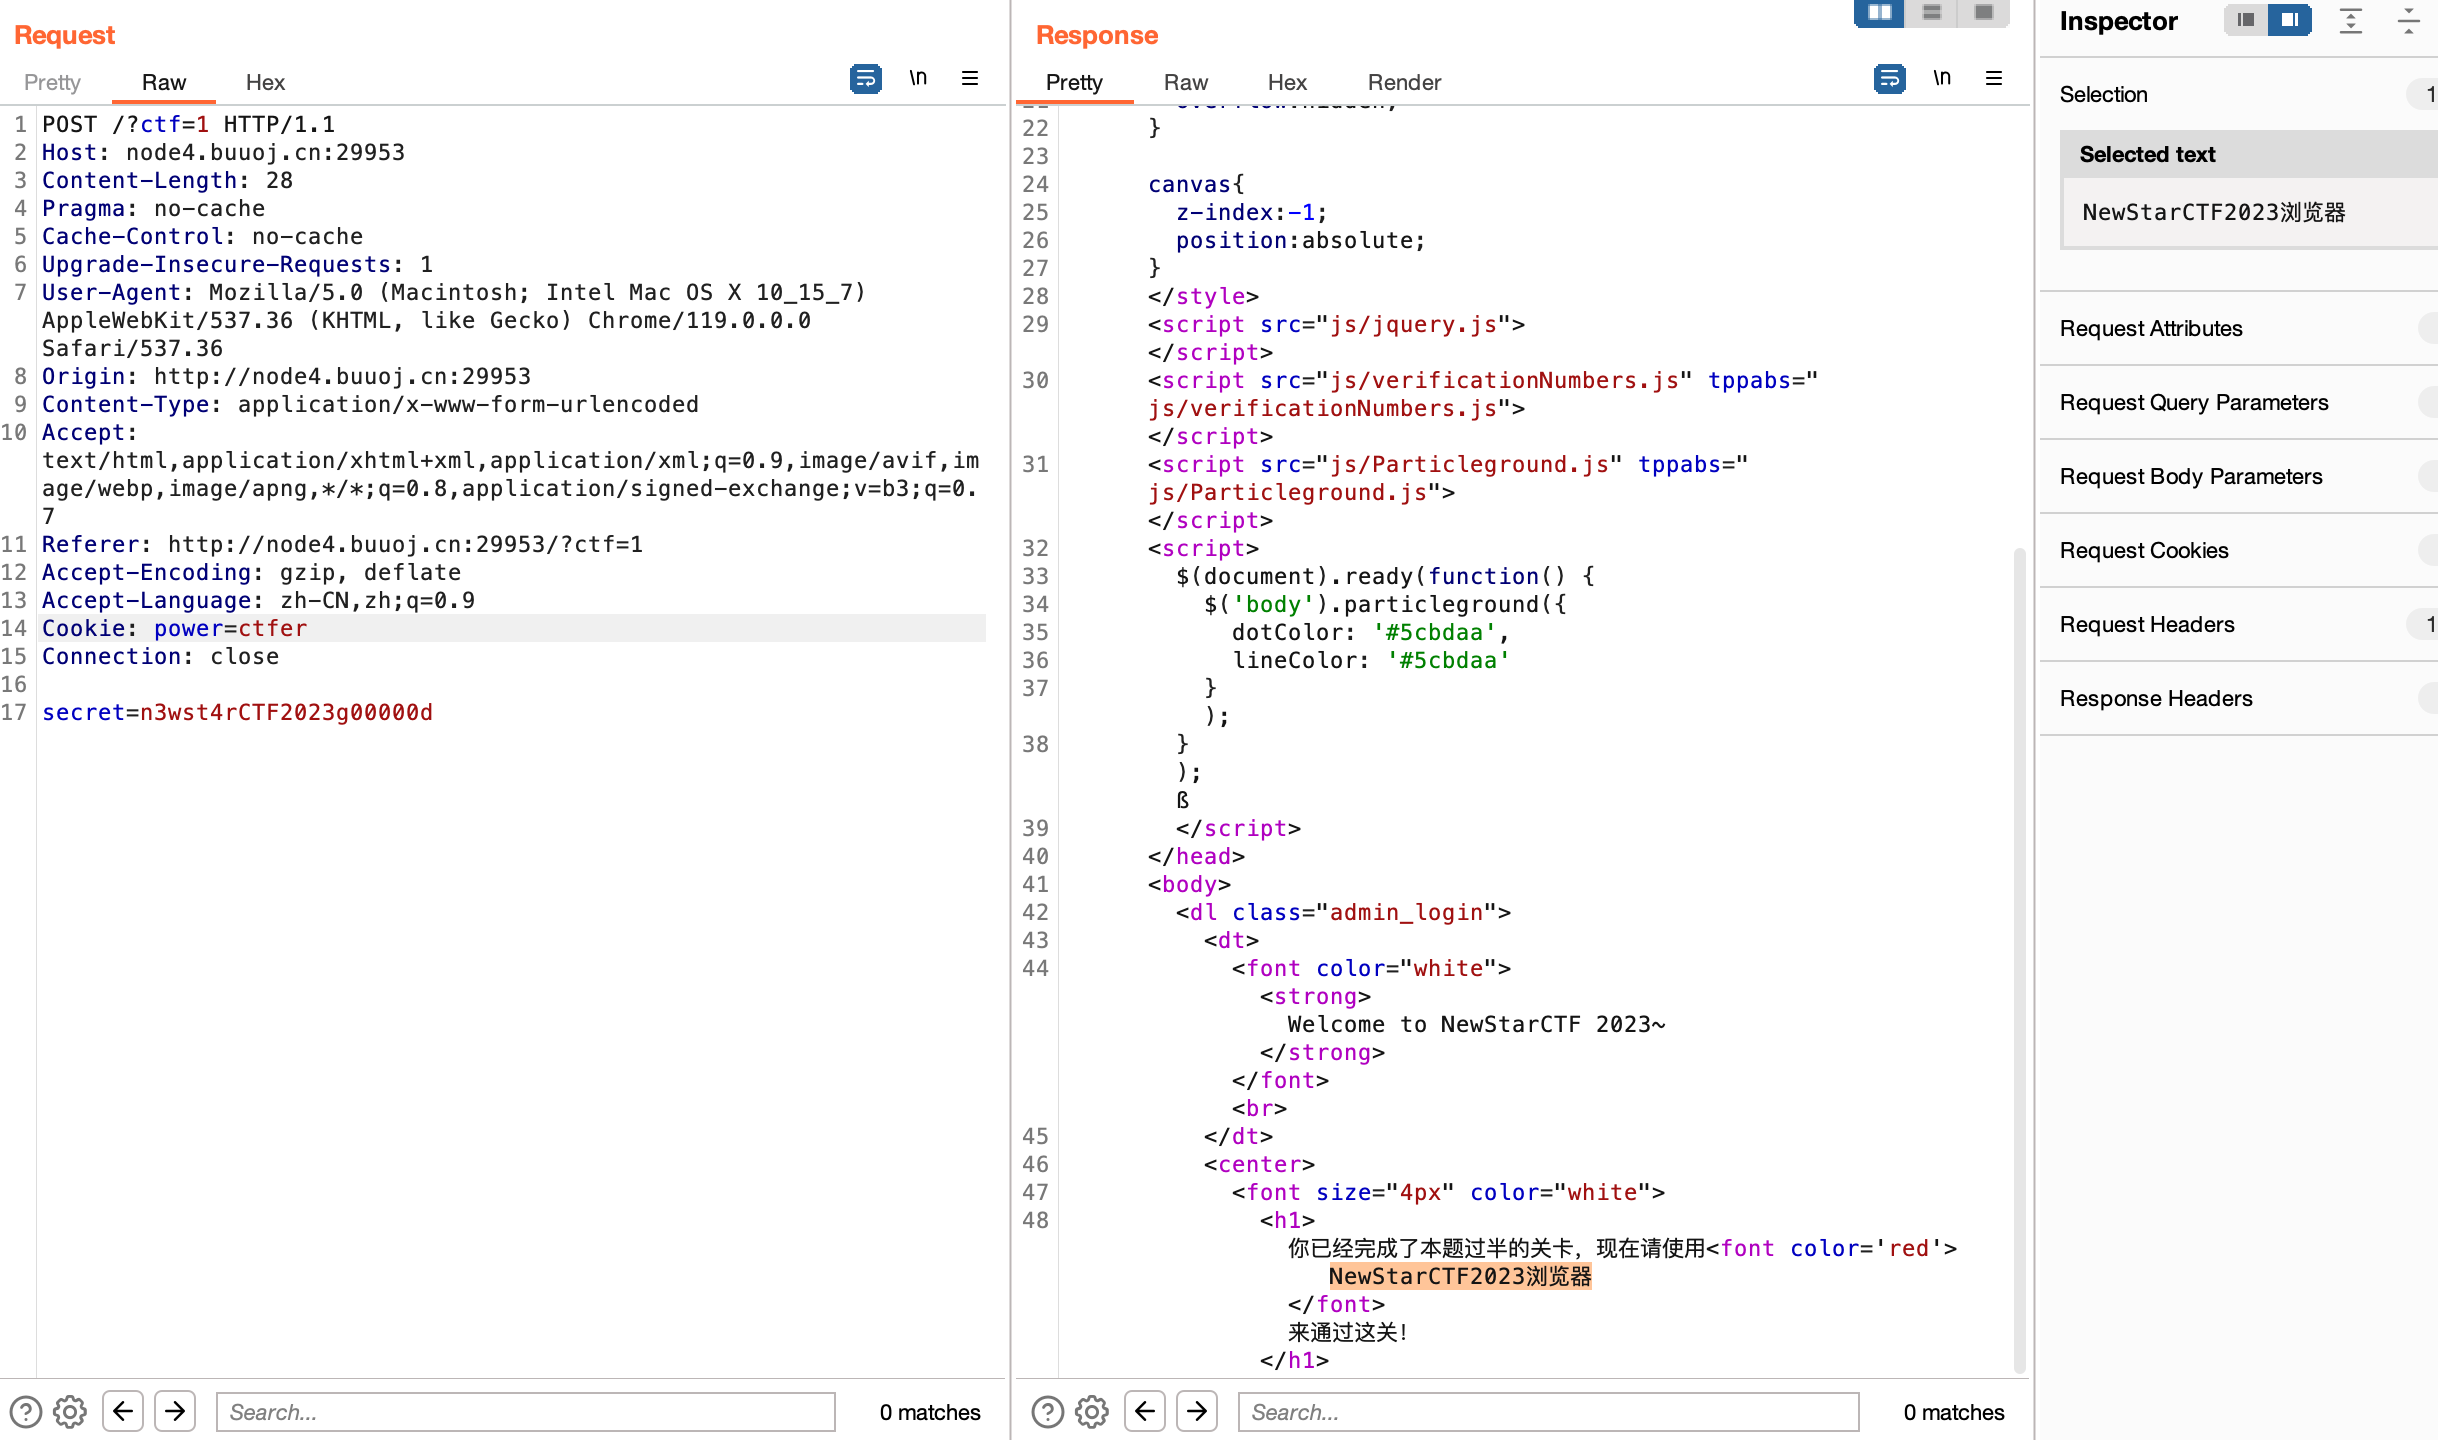 Request
Pretty Raw Hex \n
1 POST /?ctf=1 HTTP/1.1
2 Host: node4.buuoj.cn:29953
3 Content-Length: 28
4 Pragma: no-cache
5 Cache-Control: no-cache
6 Upgrade-Insecure-Requests: 1
7 User-Agent: Mozilla/5.0 (Macintosh; Intel Mac OS X 10_15_7)
AppleWebKit/537.36 (KHTML, like Gecko) Chrome/119.0.0.0
Safari/537.36
8 Origin: http://node4.buuoj.cn:29953
9 Content-Type: application/x-www-form-urlencoded
10 Accept:
text/html,application/xhtml+xml,application/xml;q=0.9,image/avif,im
age/webp,image/apng,*/*;q=0.8,application/signed-exchange;v=b3;q=0.
7
11 Referer: http://node4.buuoj.cn:29953/?ctf=1
12 Accept-Encoding: gzip, deflate
13 Accept-Language: zh-CN,zh;q=0.9
14 Cookie: power=ctfer
15 Connection: close
16
17 secret=n3wst4rCTF2023g00000d
Search...
0 matches
Response
Pretty Raw Hex Render \n
22 }
23
24 canvas{
25 z-index:-1;
26 position:absolute;
27 }
28 </style>
29 <script src="js/jquery.js">
</script>
30 <script src="js/verificationNumbers.js" tppabs="
js/verificationNumbers.js">
</script>
31 <script src="js/Particleground.js" tppabs="
js/Particleground.js">
</script>
32 <script>
33 $(document).ready(function() {
34 $('body').particleground({
35 dotColor: '#5cbdaa',
36 lineColor: '#5cbdaa'
37 }
);
38 }
);
ß
39 </script>
40 </head>
41 <body>
42 <dl class="admin_login">
43 <dt>
44 <font color="white">
<strong>
Welcome to NewStarCTF 2023~
</strong>
</font>
<br>
45 </dt>
46 <center>
47 <font size="4px" color="white">
48 <h1>
你已经完成了本题过半的关卡，现在请使用<font color='red'>
NewStarCTF2023浏览器
</font>
来通过这关！
</h1>
Search...
0 matches
Inspector
Selection 1
Selected text
NewStarCTF2023浏览器
Request Attributes
Request Query Parameters
Request Body Parameters
Request Cookies
Request Headers 1
Response Headers